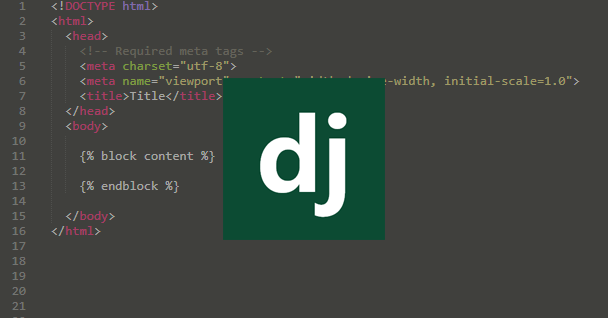 1 <!DOCTYPE html>
2 <html>
3 <head>
4 <!-- Required meta tags -->
5 <meta charset="utf-8">
6 <meta name="viewport" -width, initial-scale=1.0">
7 <title>Title</title>
8 </head>
9 <body>
10
11 {% block content %}
12
13 {% endblock %}
14
15 </body>
16 </html>
17
18
19
20
21
dj